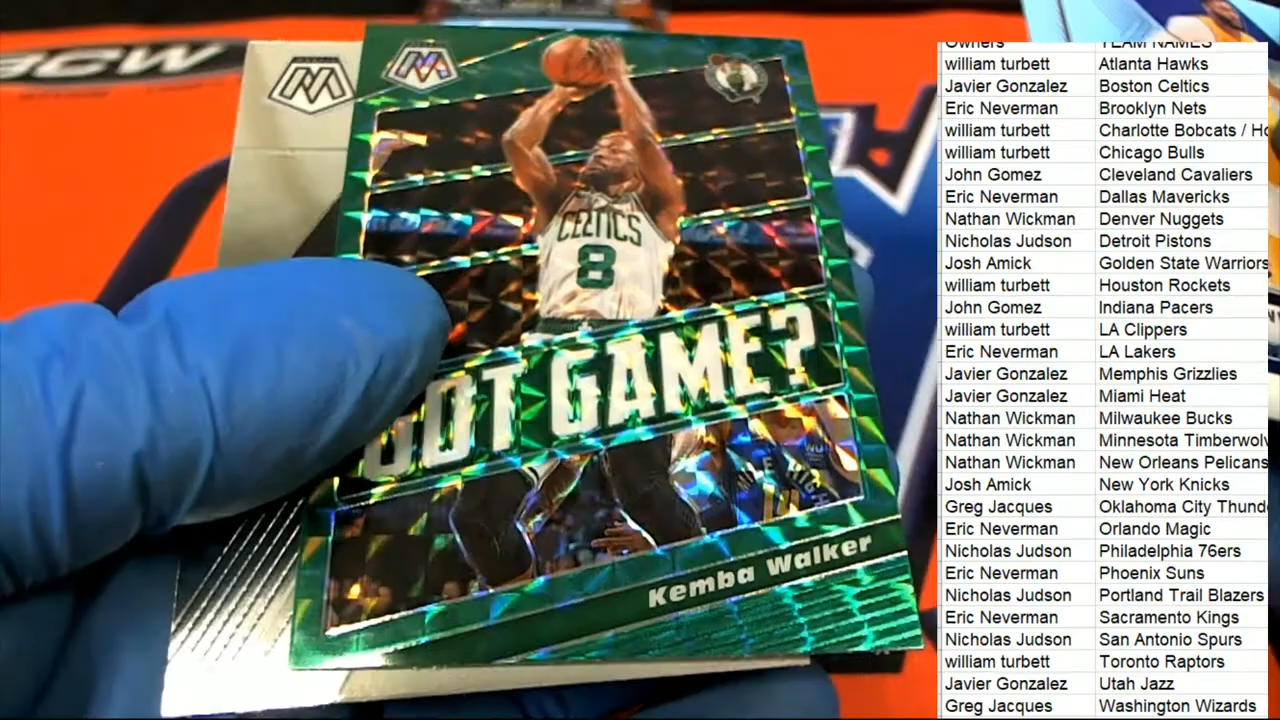 BCW
CELTICS
8
GOT GAME?
Kemba Walker
Owners TEAM NAMES
william turbett Atlanta Hawks
Javier Gonzalez Boston Celtics
Eric Neverman Brooklyn Nets
william turbett Charlotte Bobcats / Ho
william turbett Chicago Bulls
John Gomez Cleveland Cavaliers
Eric Neverman Dallas Mavericks
Nathan Wickman Denver Nuggets
Nicholas Judson Detroit Pistons
Josh Amick Golden State Warriors
william turbett Houston Rockets
John Gomez Indiana Pacers
william turbett LA Clippers
Eric Neverman LA Lakers
Javier Gonzalez Memphis Grizzlies
Javier Gonzalez Miami Heat
Nathan Wickman Milwaukee Bucks
Nathan Wickman Minnesota Timberwolv
Nathan Wickman New Orleans Pelicans
Josh Amick New York Knicks
Greg Jacques Oklahoma City Thund
Eric Neverman Orlando Magic
Nicholas Judson Philadelphia 76ers
Eric Neverman Phoenix Suns
Nicholas Judson Portland Trail Blazers
Eric Neverman Sacramento Kings
Nicholas Judson San Antonio Spurs
william turbett Toronto Raptors
Javier Gonzalez Utah Jazz
Greg Jacques Washington Wizards